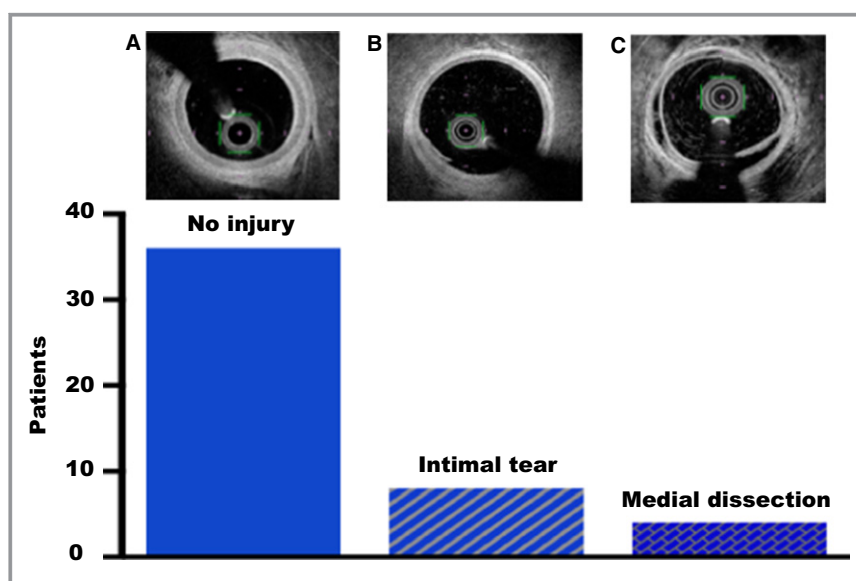 A
B
C
40
No injury
30
Patients
20
10
Intimal tear
Medial dissection
0